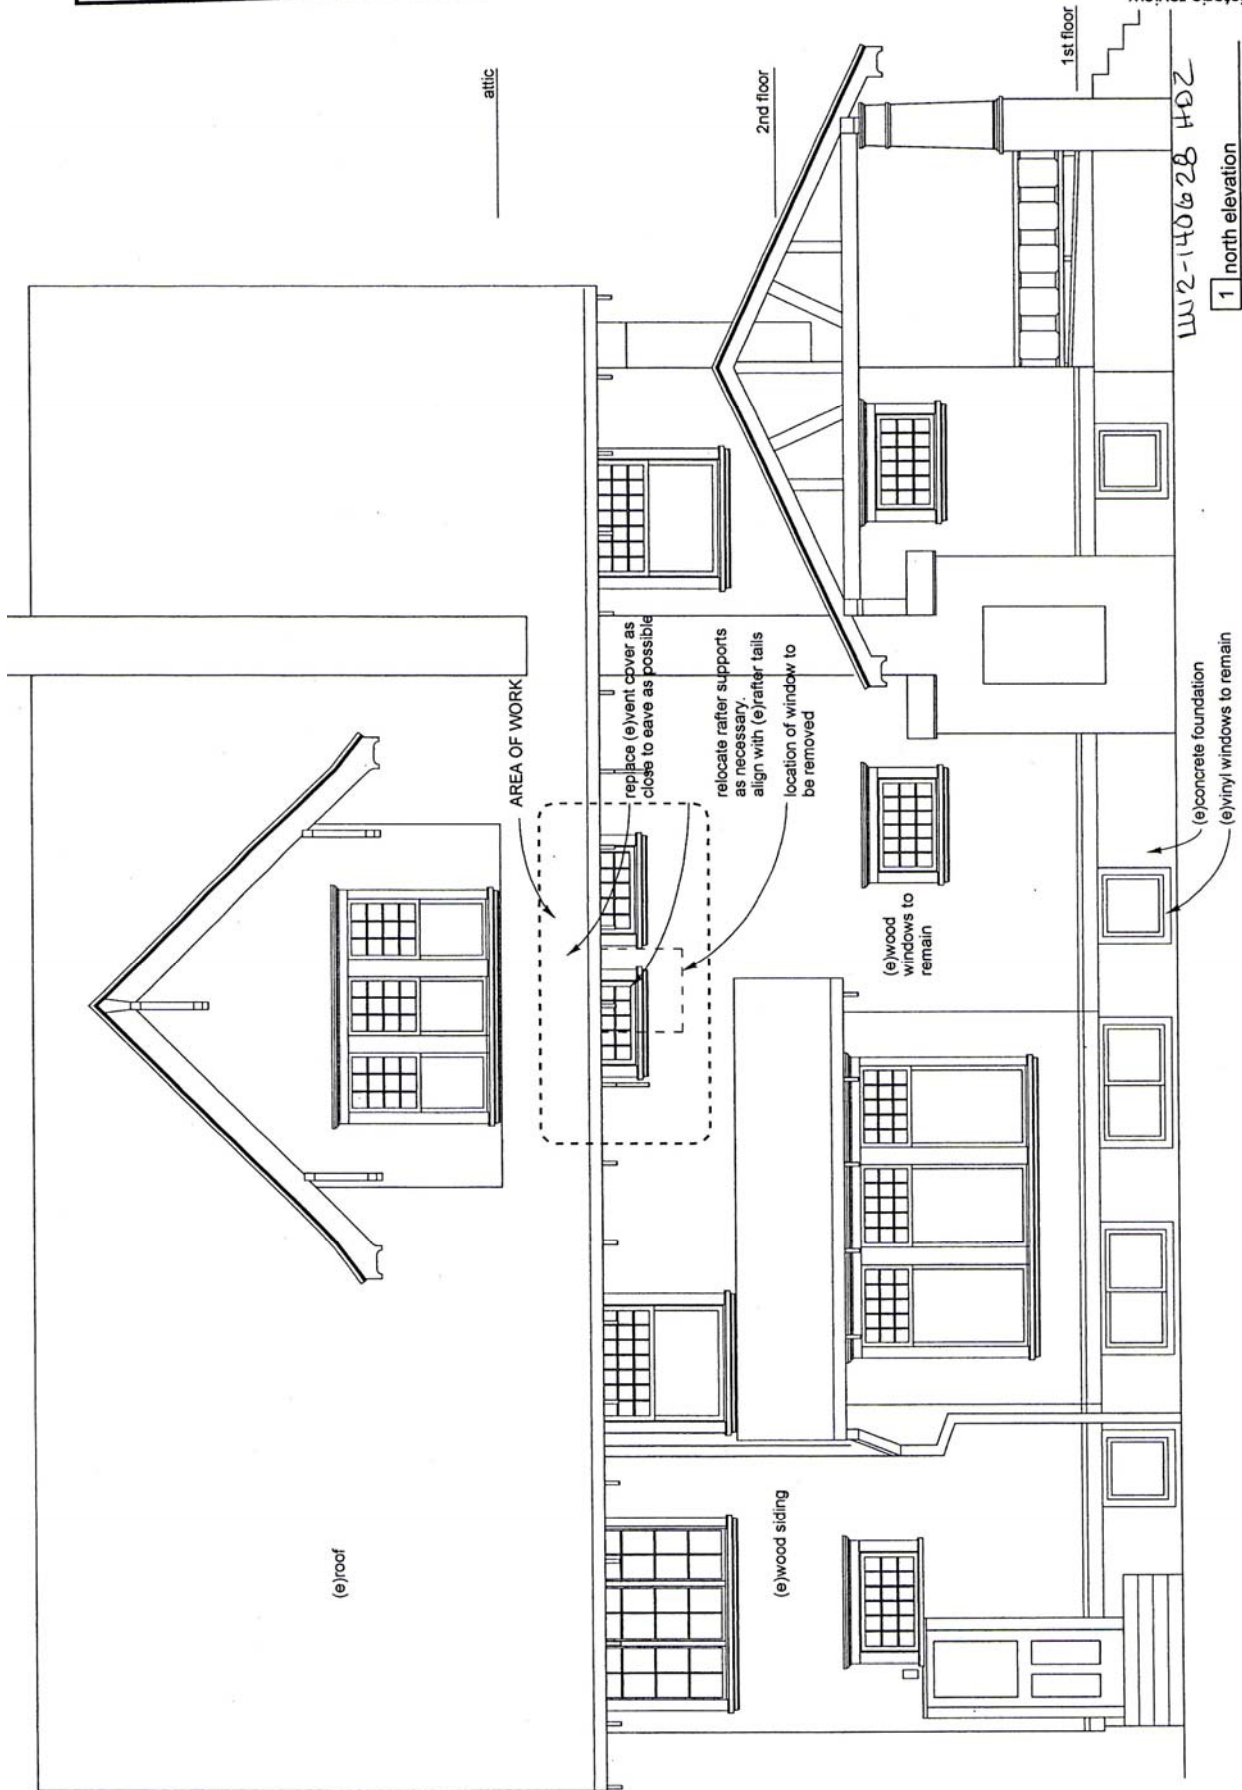 attic
2nd floor
1st floor
AREA OF WORK
replace (e)vent cover as
close to eave as possible
relocate rafter supports
as necessary.
align with (e)rafter tails
location of window to
be removed
(e)roof
(e)wood siding
(e)wood
windows to
remain
(e)concrete foundation
(e)vinyl windows to remain
140628 HDZ
1 north elevation